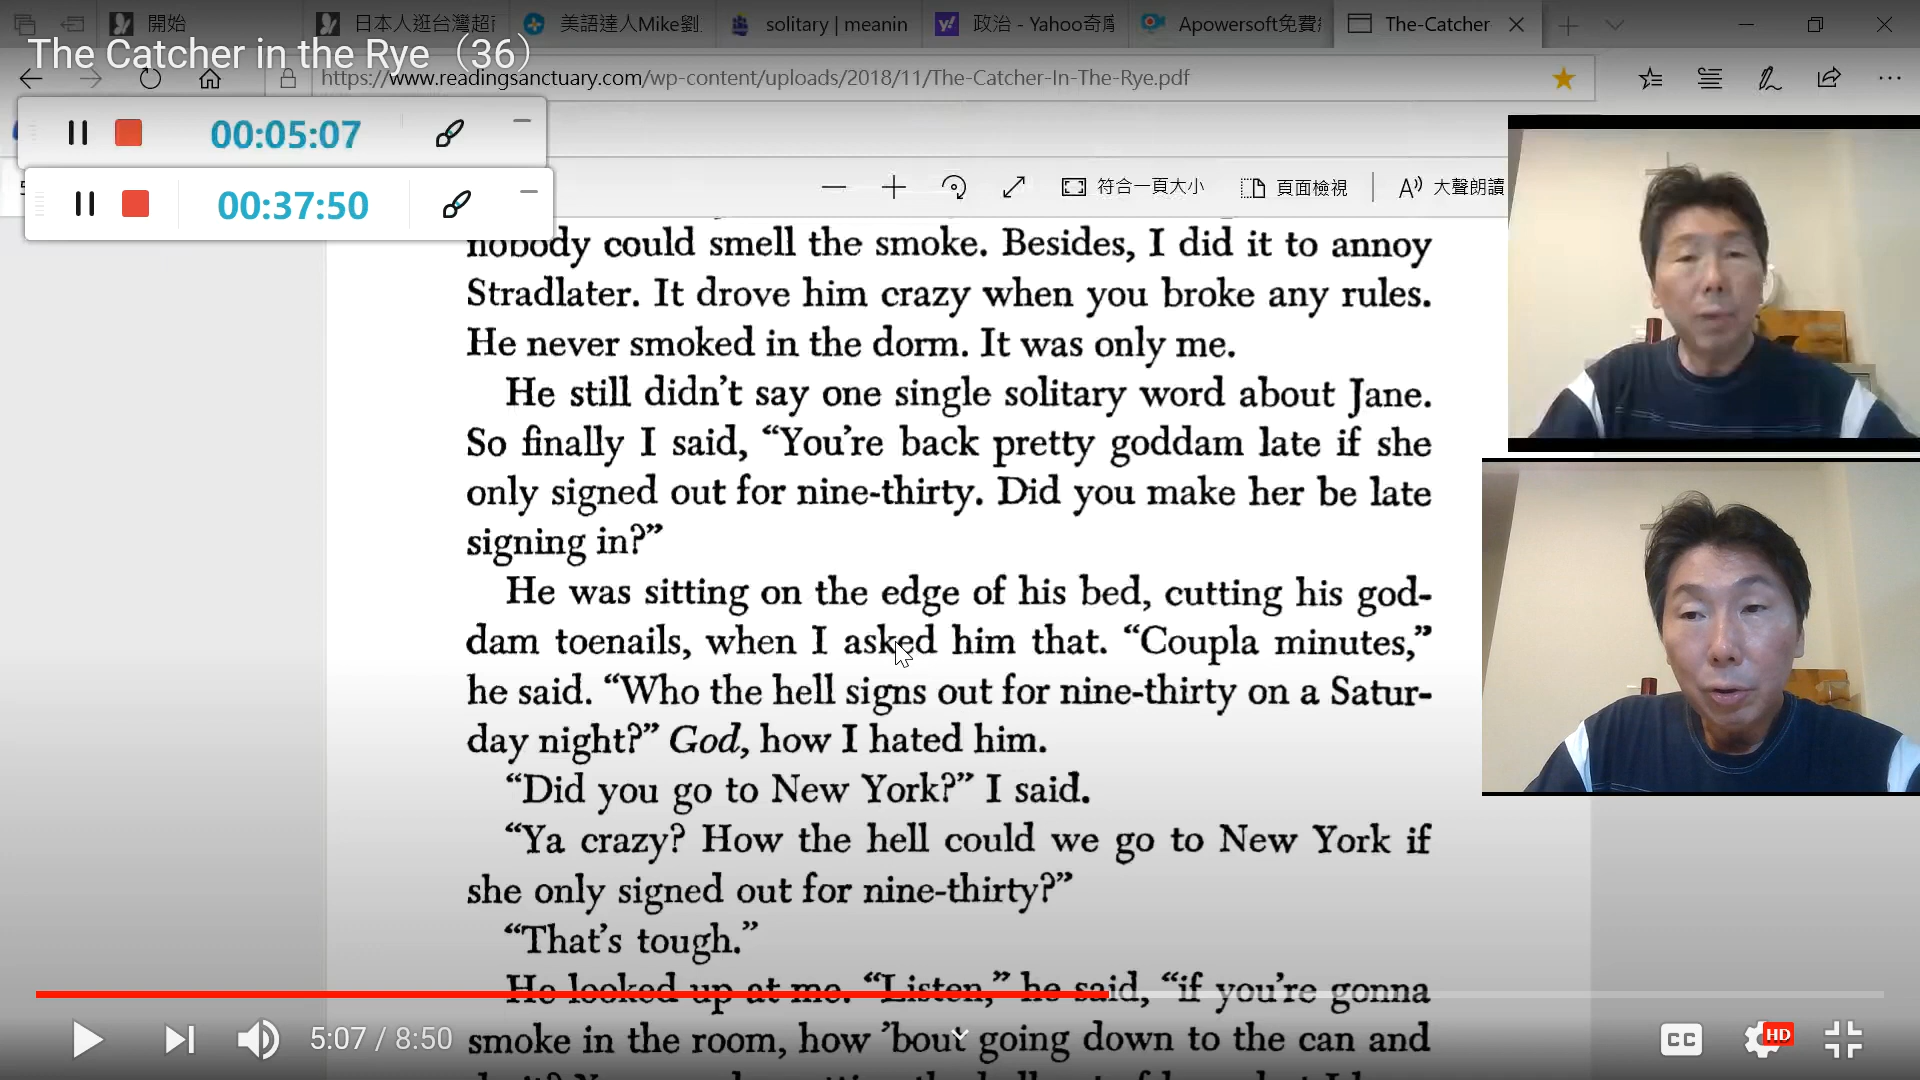 開始
日本人逛台灣超
美語達人Mike劉
solitary | meanin
政治 - Yahoo奇
Apowersoft免費
The-Catcher
The Catcher in the Rye（36）
https://www.readingsanctuary.com/wp-content/uploads/2018/11/The-Catcher-In-The-Rye.pdf
00:05:07
00:37:50
符合一頁大小
頁面檢視
大聲朗讀
nobody could smell the smoke. Besides, I did it to annoy
Stradlater. It drove him crazy when you broke any rules.
He never smoked in the dorm. It was only me.
He still didn’t say one single solitary word about Jane.
So finally I said, “You’re back pretty goddam late if she
only signed out for nine-thirty. Did you make her be late
signing in?”
He was sitting on the edge of his bed, cutting his god-
dam toenails, when I asked him that. “Coupla minutes,”
he said. “Who the hell signs out for nine-thirty on a Satur-
day night?” God, how I hated him.
“Did you go to New York?” I said.
“Ya crazy? How the hell could we go to New York if
she only signed out for nine-thirty?”
“That’s tough.”
He looked up at me. “Listen,” he said, “if you’re gonna
smoke in the room, how ’bout going down to the can and
5:07 / 8:50
CC
HD